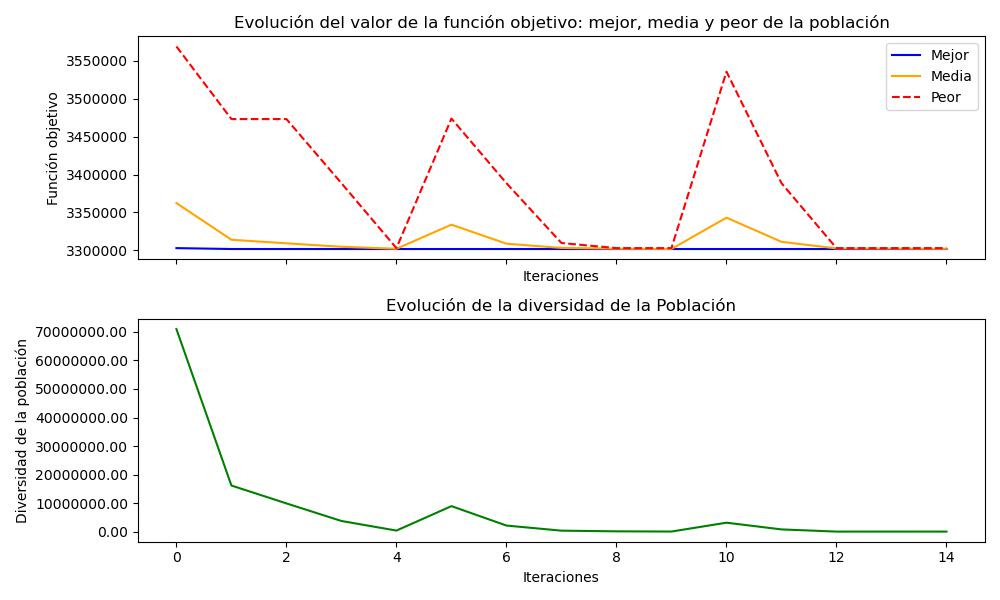 Evolución del valor de la función objetivo: mejor, media y peor de la población
Función objetivo
3550000
3500000
3450000
3400000
3350000
3300000
Mejor
Media
Peor
Iteraciones
Evolución de la diversidad de la Población
Diversidad de la población
70000000.00
60000000.00
50000000.00
40000000.00
30000000.00
20000000.00
10000000.00
0.00
0 2 4 6 8 10 12 14
Iteraciones